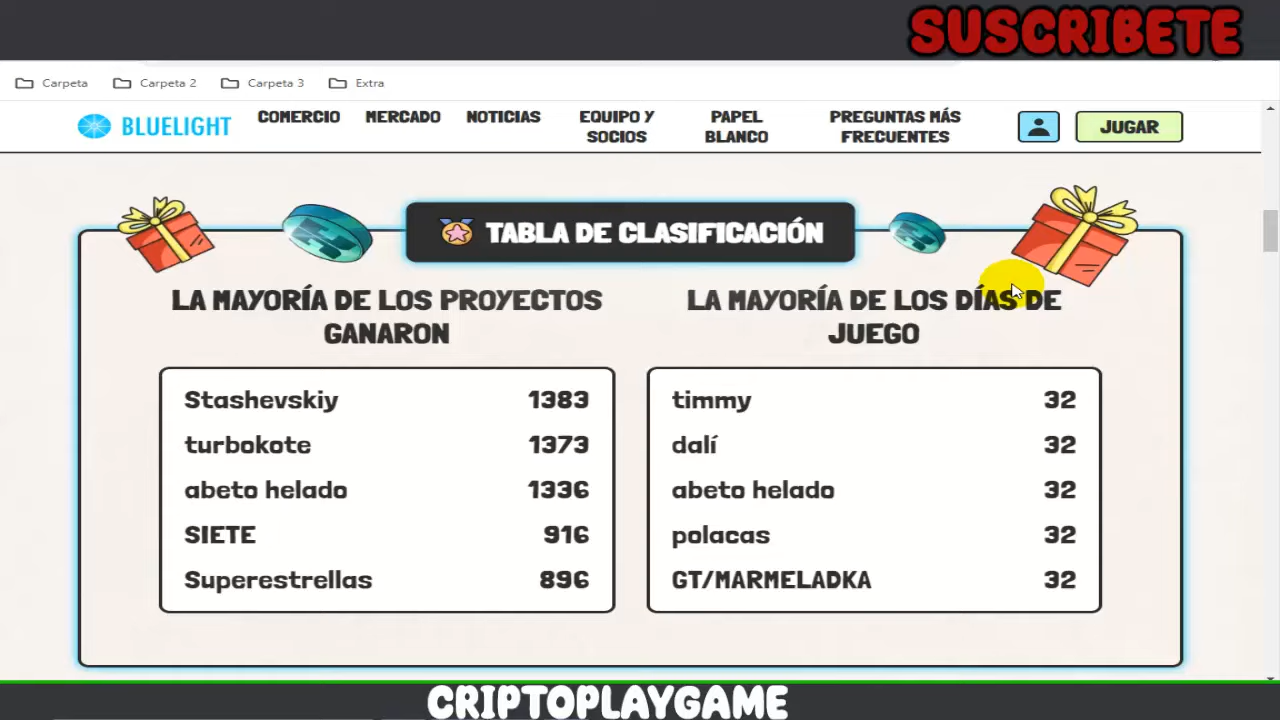 SUSCRIBETE
Carpeta Carpeta 2 Carpeta 3 Extra
BLUELIGHT
COMERCIO
MERCADO
NOTICIAS
EQUIPO Y
SOCIOS
PAPEL
BLANCO
PREGUNTAS MÁS
FRECUENTES
JUGAR
TABLA DE CLASIFICACIÓN
LA MAYORÍA DE LOS PROYECTOS
GANARON
Stashevskiy 1383
turbokote 1373
abeto helado 1336
SIETE 916
Superestrellas 896
LA MAYORÍA DE LOS DÍAS DE
JUEGO
timmy 32
dalí 32
abeto helado 32
polacas 32
GT/MARMELADKA 32
CRIPTOPLAYGAME